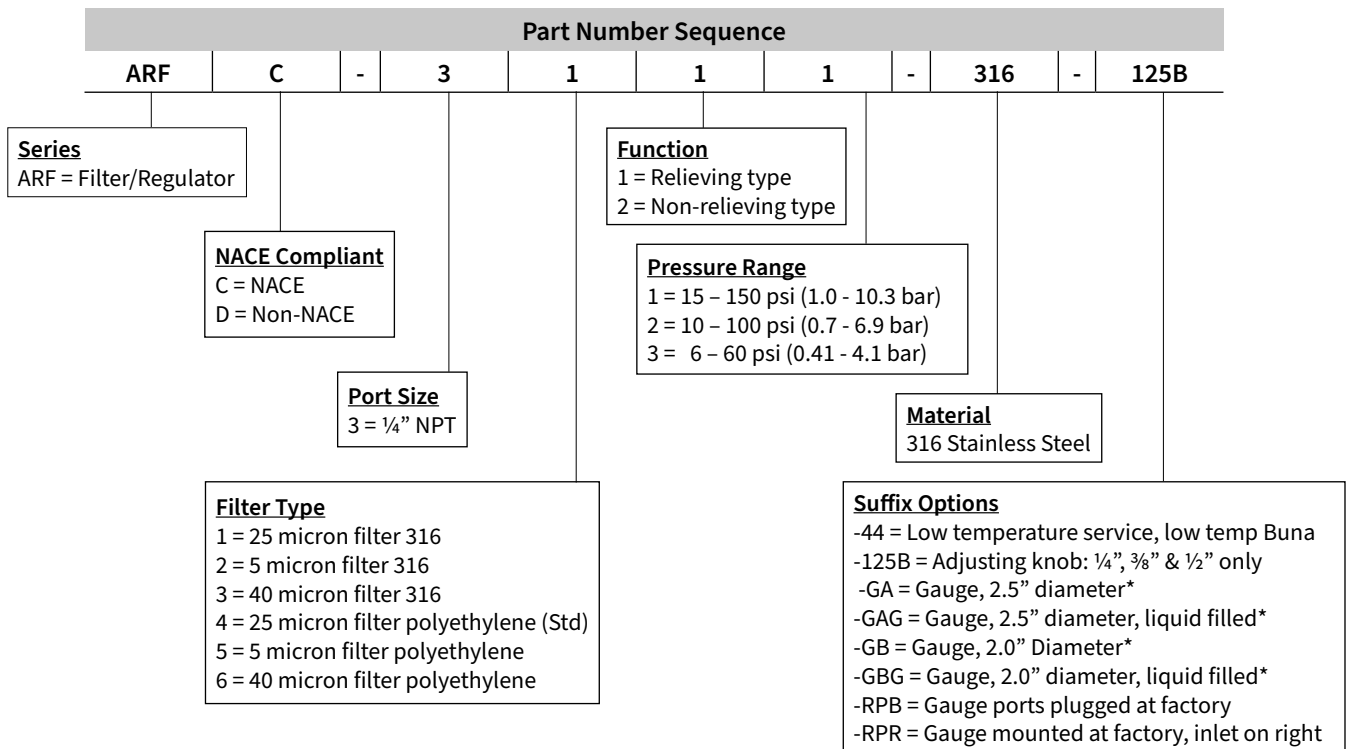 Part Number Sequence
ARF C - 3 1 1 1 - 316 - 125B
Series
ARF = Filter/Regulator
NACE Compliant
C = NACE
D = Non-NACE
Port Size
3 = ¼” NPT
Filter Type
1 = 25 micron filter 316
2 = 5 micron filter 316
3 = 40 micron filter 316
4 = 25 micron filter polyethylene (Std)
5 = 5 micron filter polyethylene
6 = 40 micron filter polyethylene
Function
1 = Relieving type
2 = Non-relieving type
Pressure Range
1 = 15 – 150 psi (1.0 - 10.3 bar)
2 = 10 – 100 psi (0.7 - 6.9 bar)
3 = 6 – 60 psi (0.41 - 4.1 bar)
Material
316 Stainless Steel
Suffix Options
-44 = Low temperature service, low temp Buna
-125B = Adjusting knob: ¼”, ⅜” & ½” only
-GA = Gauge, 2.5” diameter*
-GAG = Gauge, 2.5” diameter, liquid filled*
-GB = Gauge, 2.0” Diameter*
-GBG = Gauge, 2.0” diameter, liquid filled*
-RPB = Gauge ports plugged at factory
-RPR = Gauge mounted at factory, inlet on right